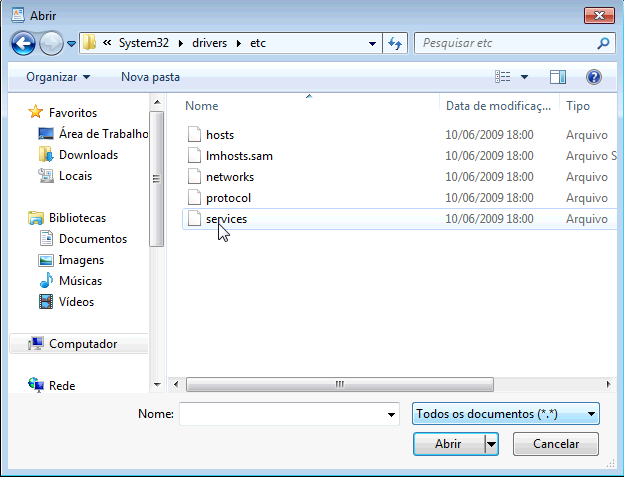 Abrir
« System32 drivers etc
Pesquisar etc
Organizar Nova pasta
Favoritos
Área de Trabalho
Downloads
Locais
Bibliotecas
Documentos
Imagens
Músicas
Vídeos
Computador
Rede
Nome Data de modificaç... Tipo
hosts 10/06/2009 18:00 Arquivo
lmhosts.sam 10/06/2009 18:00 Arquivo S
networks 10/06/2009 18:00 Arquivo
protocol 10/06/2009 18:00 Arquivo
services 10/06/2009 18:00 Arquivo
Nome:
Todos os documentos (*.*)
Abrir Cancelar